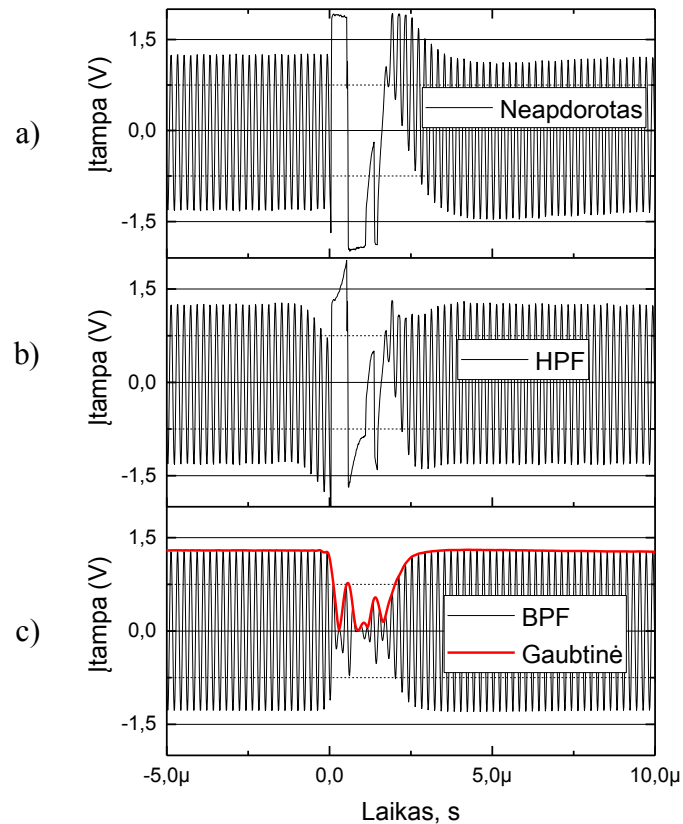 a)
Įtampa (V)
1,5
0,0
-1,5
Neapdorotas
b)
Įtampa (V)
1,5
0,0
-1,5
HPF
c)
Įtampa (V)
1,5
0,0
-1,5
BPF
Gaubtinė
-5,0µ 0,0 5,0µ 10,0µ
Laikas, s